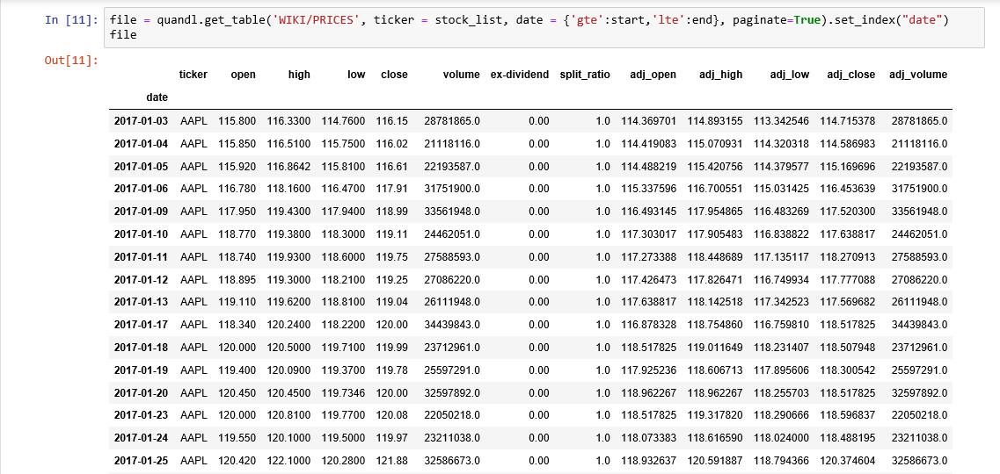 In [11]: file = quandl.get_table('WIKI/PRICES', ticker = stock_list, date = {'gte':start,'lte':end}, paginate=True).set_index("date")
file
Out[11]:
ticker open high low close volume ex-dividend split_ratio adj_open adj_high adj_low adj_close adj_volume
date
2017-01-03 AAPL 115.800 116.3300 114.7600 116.15 28781865.0 0.00 1.0 114.369701 114.893155 113.342546 114.715378 28781865.0
2017-01-04 AAPL 115.850 116.5100 115.7500 116.02 21118116.0 0.00 1.0 114.419083 115.070931 114.320318 114.586983 21118116.0
2017-01-05 AAPL 115.920 116.8642 115.8100 116.61 22193587.0 0.00 1.0 114.488219 115.420756 114.379577 115.169696 22193587.0
2017-01-06 AAPL 116.780 118.1600 116.4700 117.91 31751900.0 0.00 1.0 115.337596 116.700551 115.031425 116.453639 31751900.0
2017-01-09 AAPL 117.950 119.4300 117.9400 118.99 33561948.0 0.00 1.0 116.493145 117.954865 116.483269 117.520300 33561948.0
2017-01-10 AAPL 118.770 119.3800 118.3000 119.11 24462051.0 0.00 1.0 117.303017 117.905483 116.838822 117.638817 24462051.0
2017-01-11 AAPL 118.740 119.9300 118.6000 119.75 27588593.0 0.00 1.0 117.273388 118.448689 117.135117 118.270913 27588593.0
2017-01-12 AAPL 118.895 119.3000 118.2100 119.25 27086220.0 0.00 1.0 117.426473 117.826471 116.749934 117.777088 27086220.0
2017-01-13 AAPL 119.110 119.6200 118.8100 119.04 26111948.0 0.00 1.0 117.638817 118.142518 117.342523 117.569682 26111948.0
2017-01-17 AAPL 118.340 120.2400 118.2200 120.00 34439843.0 0.00 1.0 116.878328 118.754860 116.759810 118.517825 34439843.0
2017-01-18 AAPL 120.000 120.5000 119.7100 119.99 23712961.0 0.00 1.0 118.517825 119.011649 118.231407 118.507948 23712961.0
2017-01-19 AAPL 119.400 120.0900 119.3700 119.78 25597291.0 0.00 1.0 117.925236 118.606713 117.895606 118.300542 25597291.0
2017-01-20 AAPL 120.450 120.4500 119.7346 120.00 32597892.0 0.00 1.0 118.962267 118.962267 118.255703 118.517825 32597892.0
2017-01-23 AAPL 120.000 120.8100 119.7700 120.08 22050218.0 0.00 1.0 118.517825 119.317820 118.290666 118.596837 22050218.0
2017-01-24 AAPL 119.550 120.1000 119.5000 119.97 23211038.0 0.00 1.0 118.073383 118.616590 118.024000 118.488195 23211038.0
2017-01-25 AAPL 120.420 122.1000 120.2800 121.88 32586673.0 0.00 1.0 118.932637 120.591887 118.794366 120.374604 32586673.0